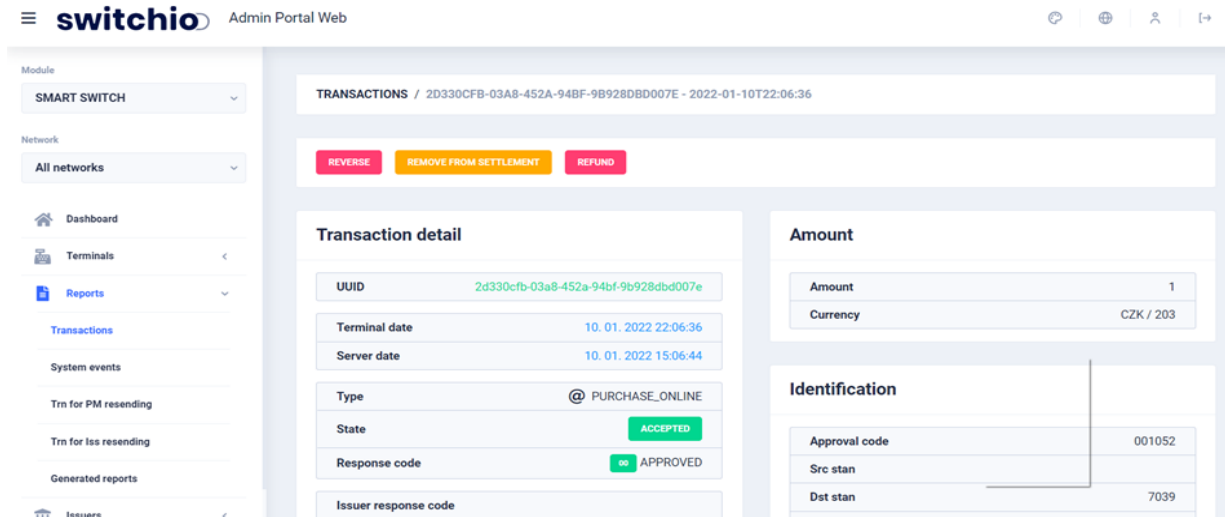 switchio Admin Portal Web
Module
SMART SWITCH
Network
All networks
Dashboard
Terminals
Reports
Transactions
System events
Trn for PM resending
Trn for Iss resending
Generated reports
Issuers
TRANSACTIONS / 2D330CFB-03A8-452A-94BF-9B928DBD007E - 2022-01-10T22:06:36
REVERSE REMOVE FROM SETTLEMENT REFUND
Transaction detail
UUID 2d330cfb-03a8-452a-94bf-9b928dbd007e
Terminal date 10. 01. 2022 22:06:36
Server date 10. 01. 2022 15:06:44
Type @ PURCHASE_ONLINE
State ACCEPTED
Response code 00 APPROVED
Issuer response code
Amount
Amount 1
Currency CZK / 203
Identification
Approval code 001052
Src stan
Dst stan 7039